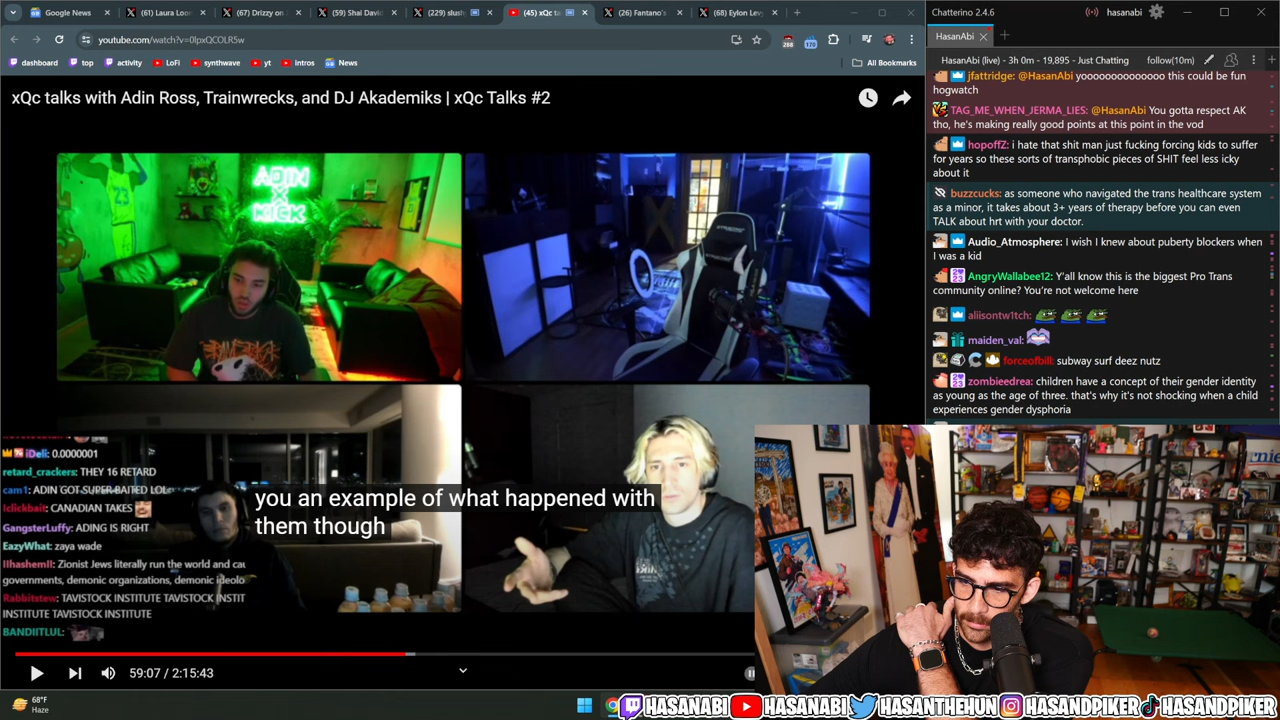 Google News
(61) Laura Loor
(67) Drizzy on
(59) Shai David
(229) slush
(45) xQc ta
(26) Fantano's
(68) Eylon Lev
youtube.com/watch?v=0lpxQCOLR5w
288
170
dashboard
top
activity
LoFi
synthwave
yt
intros
News
All Bookmarks
xQc talks with Adin Ross, Trainwrecks, and DJ Akademiks | xQc Talks #2
ADIN
X
KICK
you an example of what happened with
them though
iDeli: 0.0000001
retard_crackers: THEY 16 RETARD
cam1: ADIN GOT SUPER BAITED LOL
Iclickbait: CANADIAN TAKES
GangsterLuffy: ADING IS RIGHT
EazyWhat: zaya wade
IIhashemII: Zionist Jews literally run the world and cau
governments, demonic organizations, demonic ideolo
Rabbitstew: TAVISTOCK INSTITUTE TAVISTOCK INSTIT
INSTITUTE TAVISTOCK INSTITUTE
BANDIITLUL:
59:07 / 2:15:43
68°F
Haze
Chatterino 2.4.6
hasanabi
HasanAbi
HasanAbi (live) - 3h 0m - 19,895 - Just Chatting
follow(10m)
jfattridge: @HasanAbi yoooooooooooooo this could be fun
hogwatch
TAG_ME_WHEN_JERMA_LIES: @HasanAbi You gotta respect AK
tho, he's making really good points at this point in the vod
hopoffZ: i hate that shit man just fucking forcing kids to suffer
for years so these sorts of transphobic pieces of SHIT feel less icky
about it
buzzcucks: as someone who navigated the trans healthcare system
as a minor, it takes about 3+ years of therapy before you can even
TALK about hrt with your doctor.
Audio_Atmosphere: I wish I knew about puberty blockers when
I was a kid
AngryWallabee12: Y'all know this is the biggest Pro Trans
community online? You're not welcome here
aliisontw1tch:
maiden_val:
forceofbill: subway surf deez nutz
zombieedrea: children have a concept of their gender identity
as young as the age of three. that's why it's not shocking when a child
experiences gender dysphoria
HASANABI
HASANABI
HASANTHEHUN
HASANDPIKER
HASANDPIKER